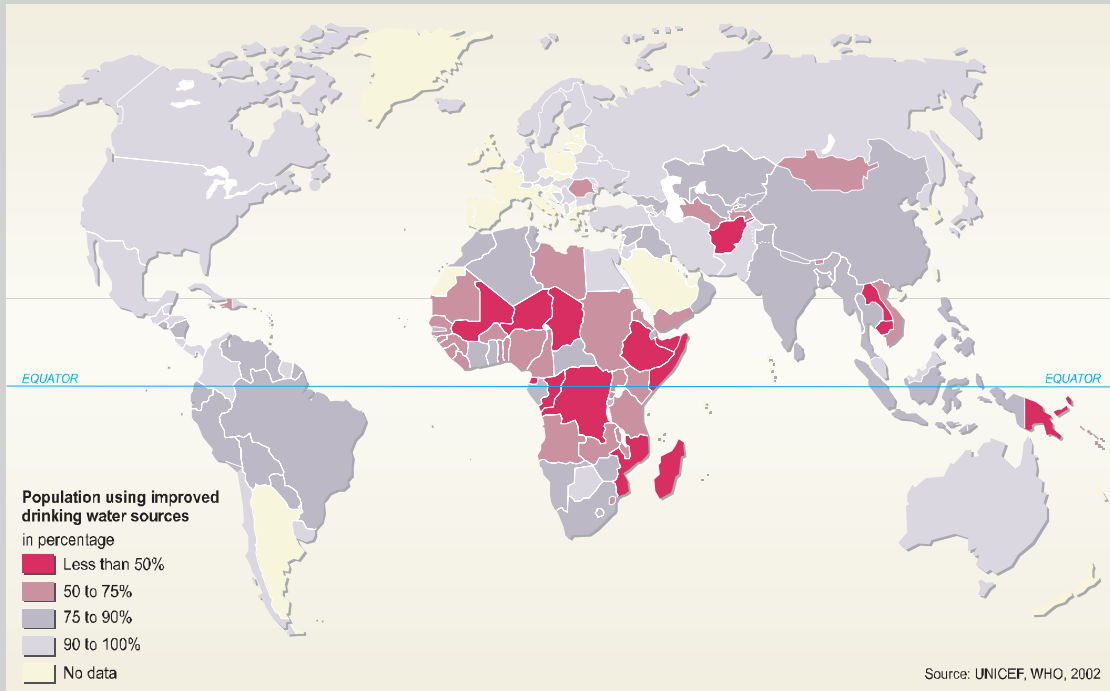 EQUATOR
EQUATOR
Population using improved
drinking water sources
in percentage
Less than 50%
50 to 75%
75 to 90%
90 to 100%
No data
Source: UNICEF, WHO, 2002